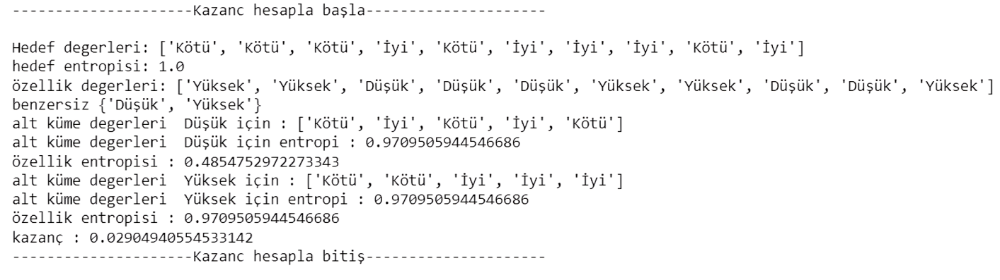 ---------------------Kazanc hesapla başla---------------------
Hedef degerleri: ['Kötü', 'Kötü', 'Kötü', 'İyi', 'Kötü', 'İyi', 'İyi', 'İyi', 'Kötü', 'İyi']
hedef entropisi: 1.0
özellik degerleri: ['Yüksek', 'Yüksek', 'Düşük', 'Düşük', 'Düşük', 'Yüksek', 'Yüksek', 'Düşük', 'Düşük', 'Yüksek']
benzersiz {'Düşük', 'Yüksek'}
alt küme degerleri  Düşük için : ['Kötü', 'İyi', 'Kötü', 'İyi', 'Kötü']
alt küme degerleri  Düşük için entropi : 0.9709505944546686
özellik entropisi : 0.4854752972273343
alt küme degerleri  Yüksek için : ['Kötü', 'Kötü', 'İyi', 'İyi', 'İyi']
alt küme degerleri  Yüksek için entropi : 0.9709505944546686
özellik entropisi : 0.9709505944546686
kazanç : 0.02904940554533142
---------------------Kazanc hesapla bitiş---------------------